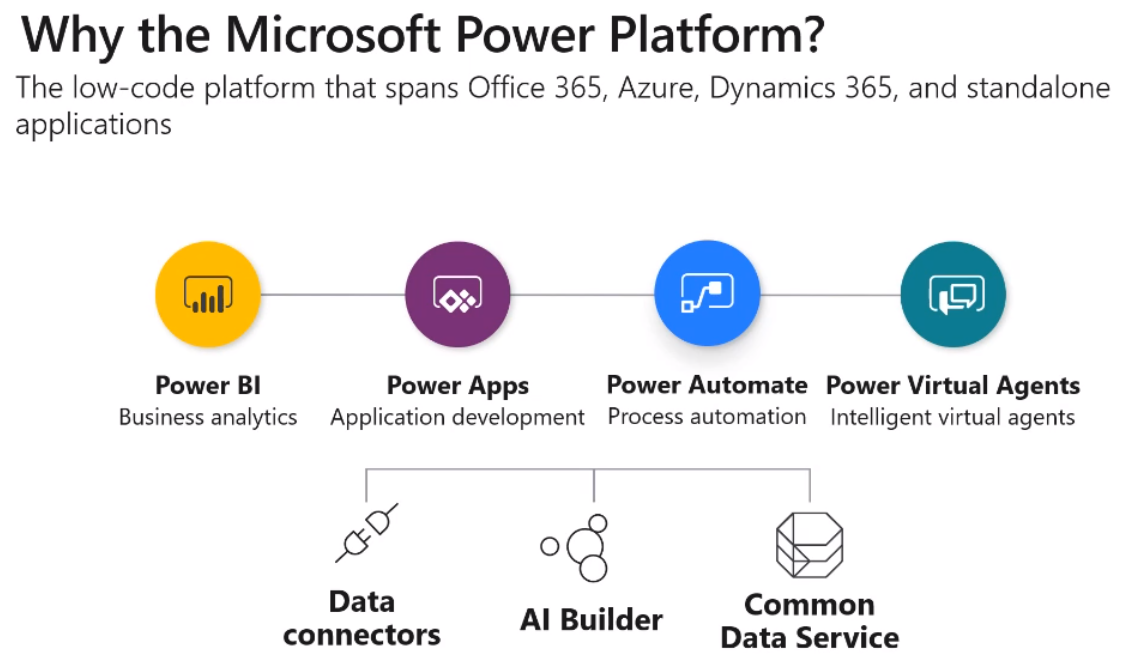 Why the Microsoft Power Platform?
The low-code platform that spans Office 365, Azure, Dynamics 365, and standalone
applications
Power BI
Business analytics
Power Apps
Application development
Power Automate
Process automation
Power Virtual Agents
Intelligent virtual agents
Data
connectors
AI Builder
Common
Data Service